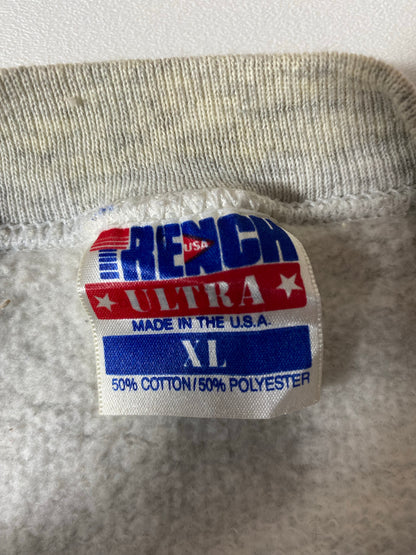 TRENCH
USA
★ ULTRA ★
MADE IN THE U.S.A.
XL
50% COTTON/50% POLYESTER